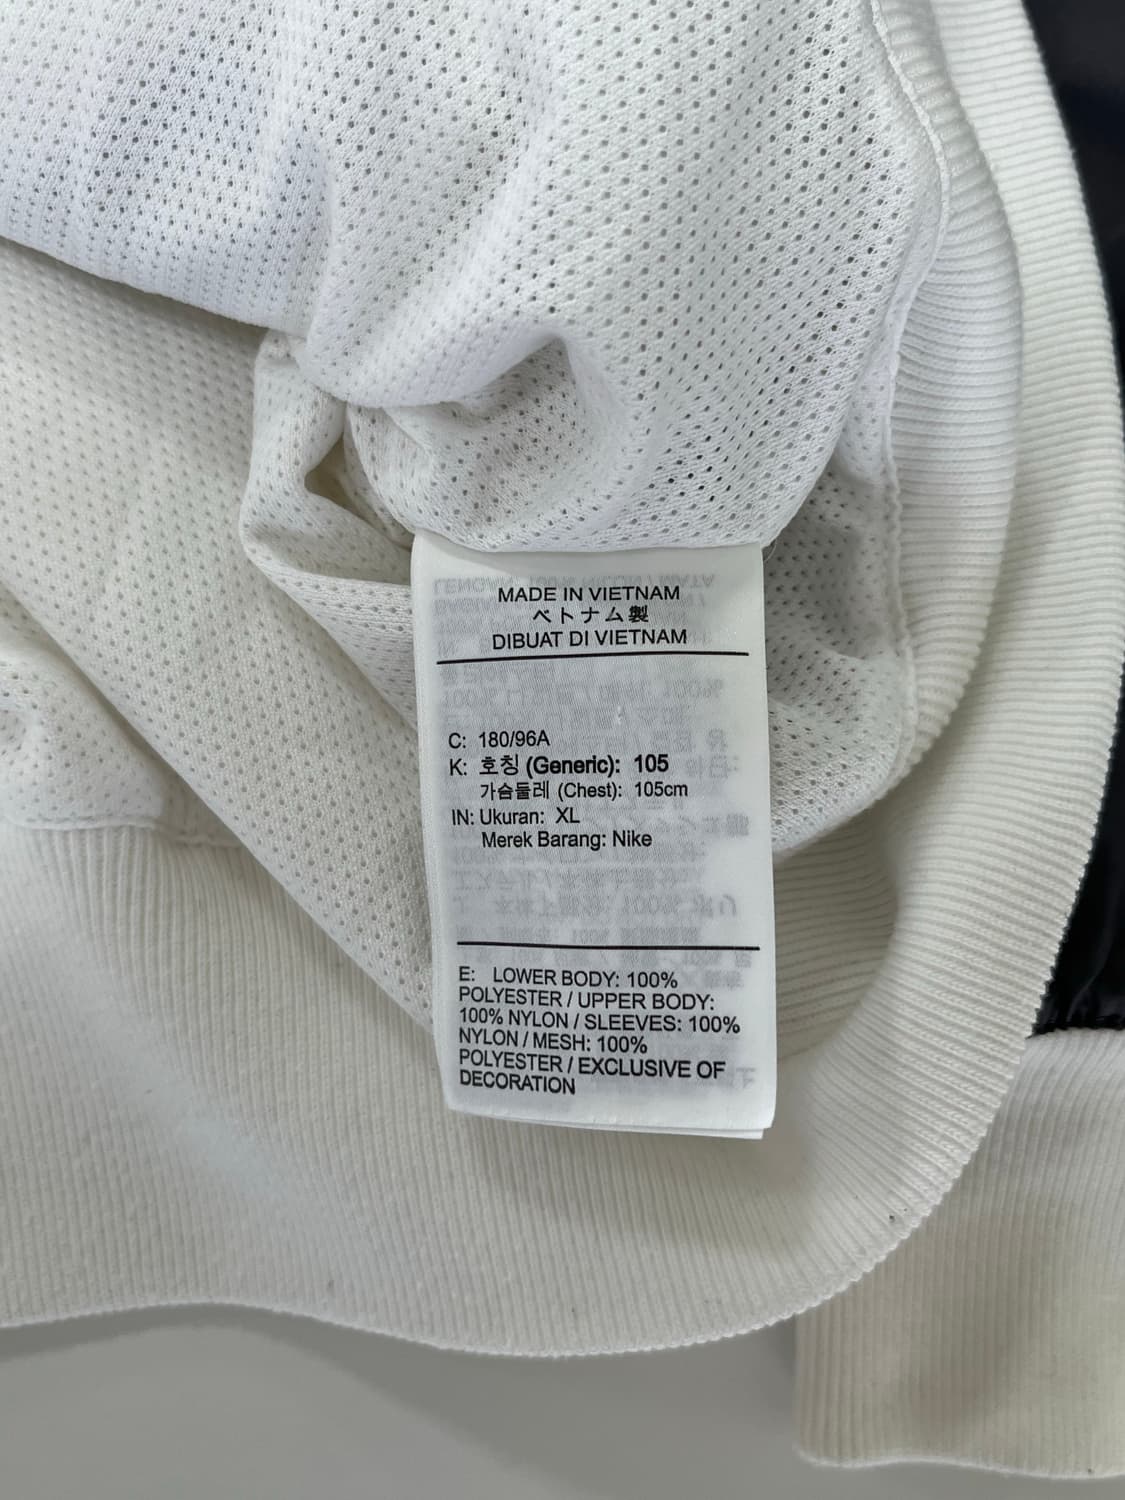 MADE IN VIETNAM
ベトナム製
DIBUAT DI VIETNAM
C: 180/96A
K: 호칭 (Generic): 105
가슴둘레 (Chest): 105cm
IN: Ukuran: XL
Merek Barang: Nike
E: LOWER BODY: 100%
POLYESTER / UPPER BODY:
100% NYLON / SLEEVES: 100%
NYLON / MESH: 100%
POLYESTER / EXCLUSIVE OF
DECORATION